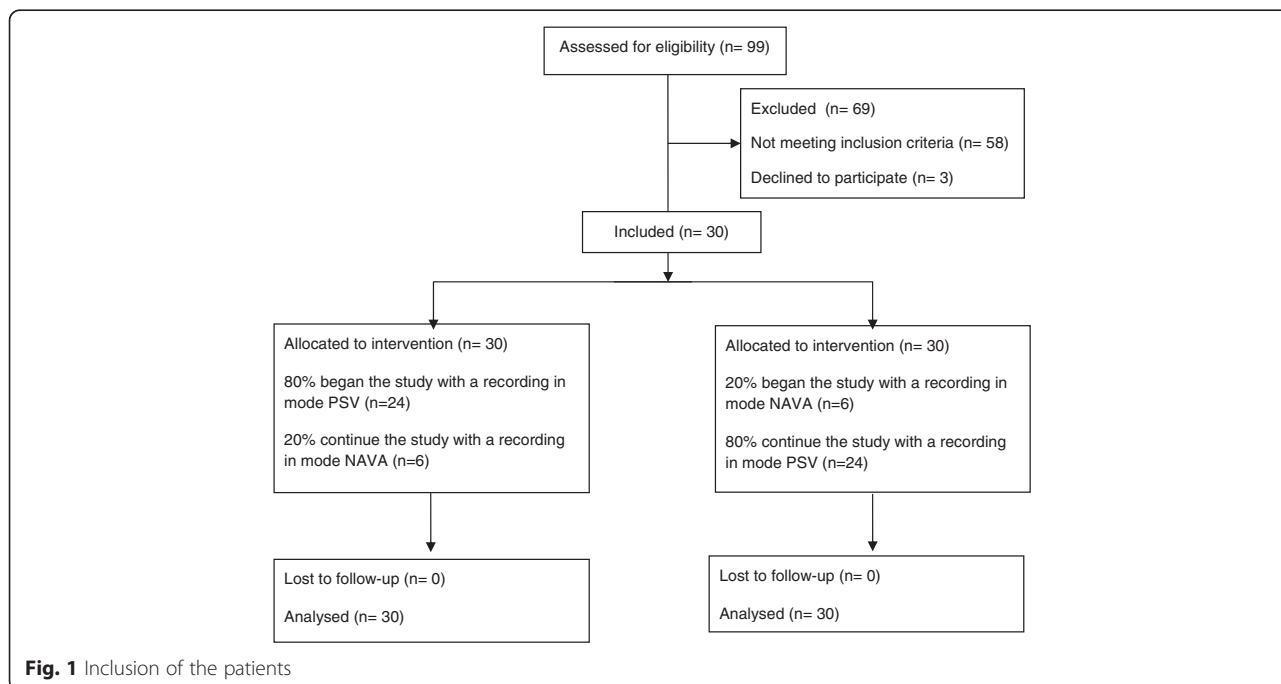 Assessed for eligibility (n= 99)
Excluded (n= 69)
Not meeting inclusion criteria (n= 58)
Declined to participate (n= 3)
Included (n= 30)
Allocated to intervention (n= 30)
80% began the study with a recording in
mode PSV (n=24)
20% continue the study with a recording
in mode NAVA (n=6)
Allocated to intervention (n= 30)
20% began the study with a recording in
mode NAVA (n=6)
80% continue the study with a recording
in mode PSV (n=24)
Lost to follow-up (n= 0)
Analysed (n= 30)
Lost to follow-up (n= 0)
Analysed (n= 30)
Fig. 1 Inclusion of the patients